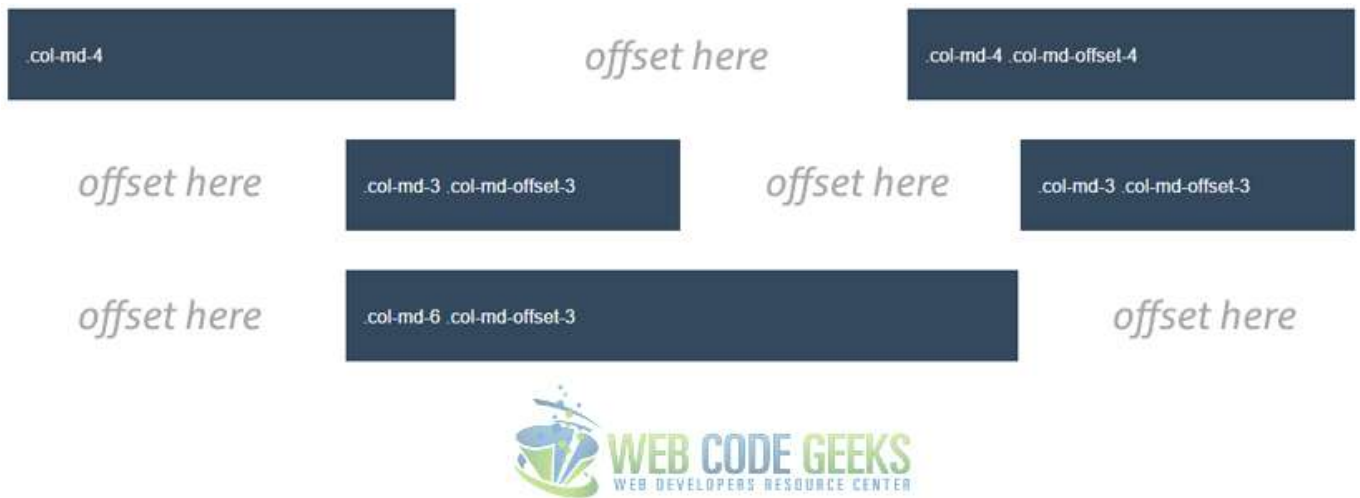 .col-md-4
offset here
.col-md-4 .col-md-offset-4
offset here
.col-md-3 .col-md-offset-3
offset here
.col-md-3 .col-md-offset-3
offset here
.col-md-6 .col-md-offset-3
offset here
WEB CODE GEEKS
WEB DEVELOPERS RESOURCE CENTER